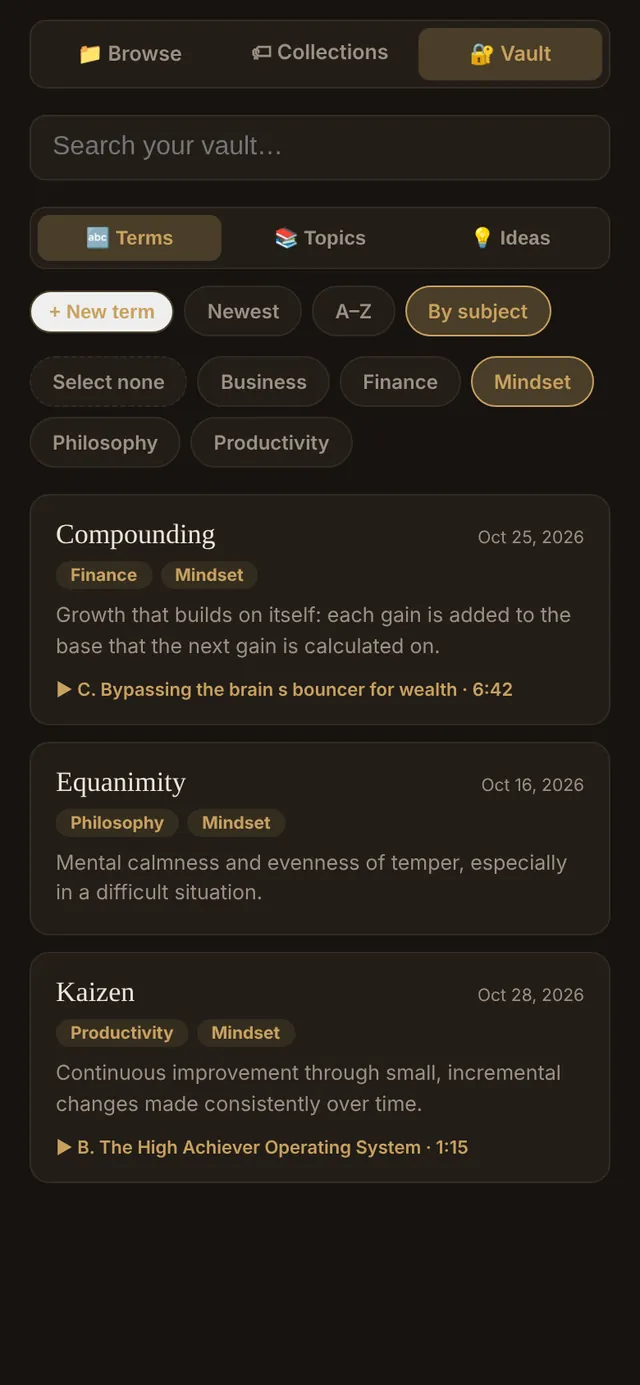 📁 Browse
🏷 Collections
🔐 Vault
Search your vault…
🔤 Terms
📚 Topics
💡 Ideas
+ New term
Newest
A–Z
By subject
Select none
Business
Finance
Mindset
Philosophy
Productivity
Compounding
Oct 25, 2026
Finance
Mindset
Growth that builds on itself: each gain is added to the
base that the next gain is calculated on.
▶ C. Bypassing the brain s bouncer for wealth · 6:42
Equanimity
Oct 16, 2026
Philosophy
Mindset
Mental calmness and evenness of temper, especially
in a difficult situation.
Kaizen
Oct 28, 2026
Productivity
Mindset
Continuous improvement through small, incremental
changes made consistently over time.
▶ B. The High Achiever Operating System · 1:15